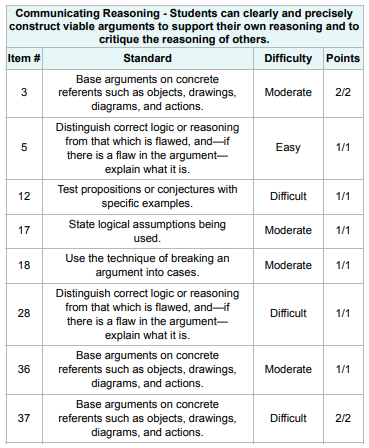 Communicating Reasoning - Students can clearly and precisely
construct viable arguments to support their own reasoning and to
critique the reasoning of others.
Item # Standard Difficulty Points
3 Base arguments on concrete referents such as objects, drawings, diagrams, and actions. Moderate 2/2
5 Distinguish correct logic or reasoning from that which is flawed, and—if there is a flaw in the argument—explain what it is. Easy 1/1
12 Test propositions or conjectures with specific examples. Difficult 1/1
17 State logical assumptions being used. Moderate 1/1
18 Use the technique of breaking an argument into cases. Moderate 1/1
28 Distinguish correct logic or reasoning from that which is flawed, and—if there is a flaw in the argument—explain what it is. Difficult 1/1
36 Base arguments on concrete referents such as objects, drawings, diagrams, and actions. Moderate 1/1
37 Base arguments on concrete referents such as objects, drawings, diagrams, and actions. Difficult 2/2